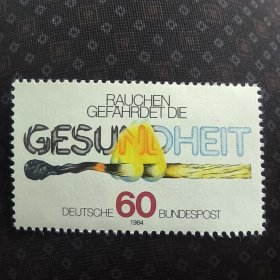 RAUCHEN
GEFÄHRDET DIE
GESUNDHEIT
DEUTSCHE 60 BUNDESPOST
1984